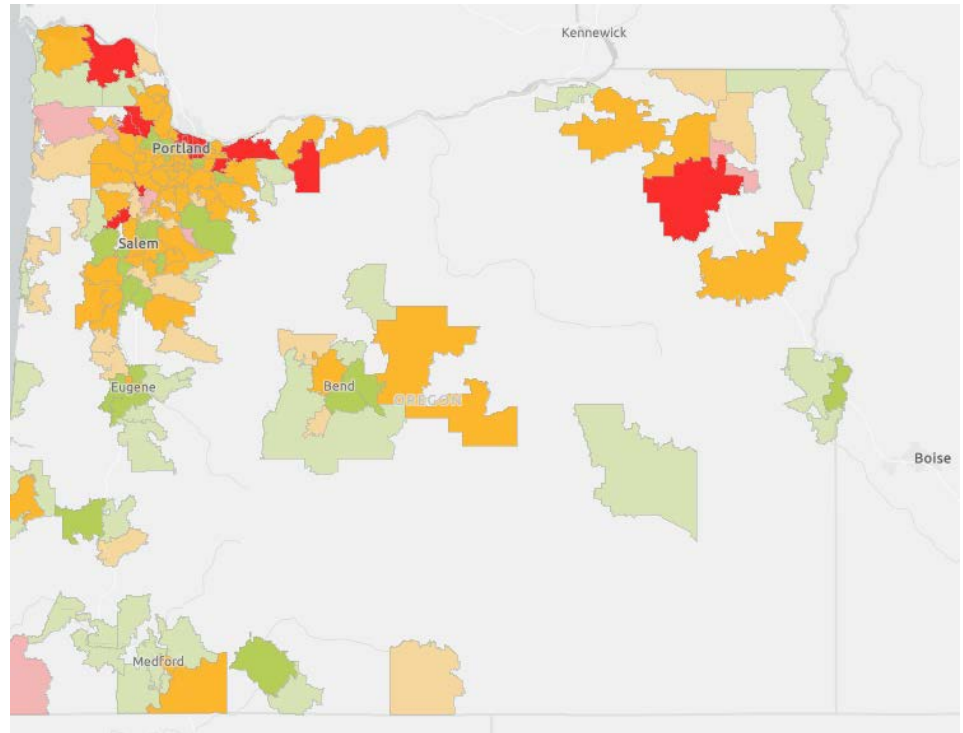 Kennewick
Portland
Salem
Eugene
Bend
OREGON
Boise
Medford